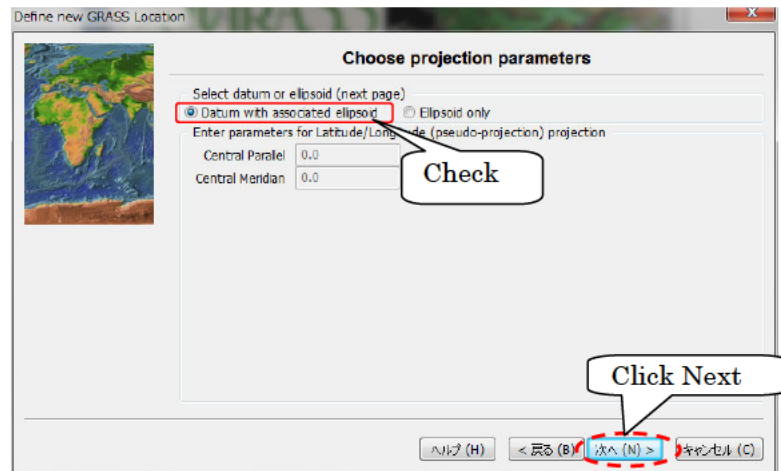 Define new GRASS Location
Choose projection parameters
Select datum or elipsoid (next page)
Datum with associated ellipsoid
Ellipsoid only
Enter parameters for Latitude/Long de (pseudo-projection) projection
Central Parallel 0.0
Check
Central Meridian 0.0
Click Next
ヘルプ (H)
< 戻る (B)
次へ (N) >
キャンセル (C)